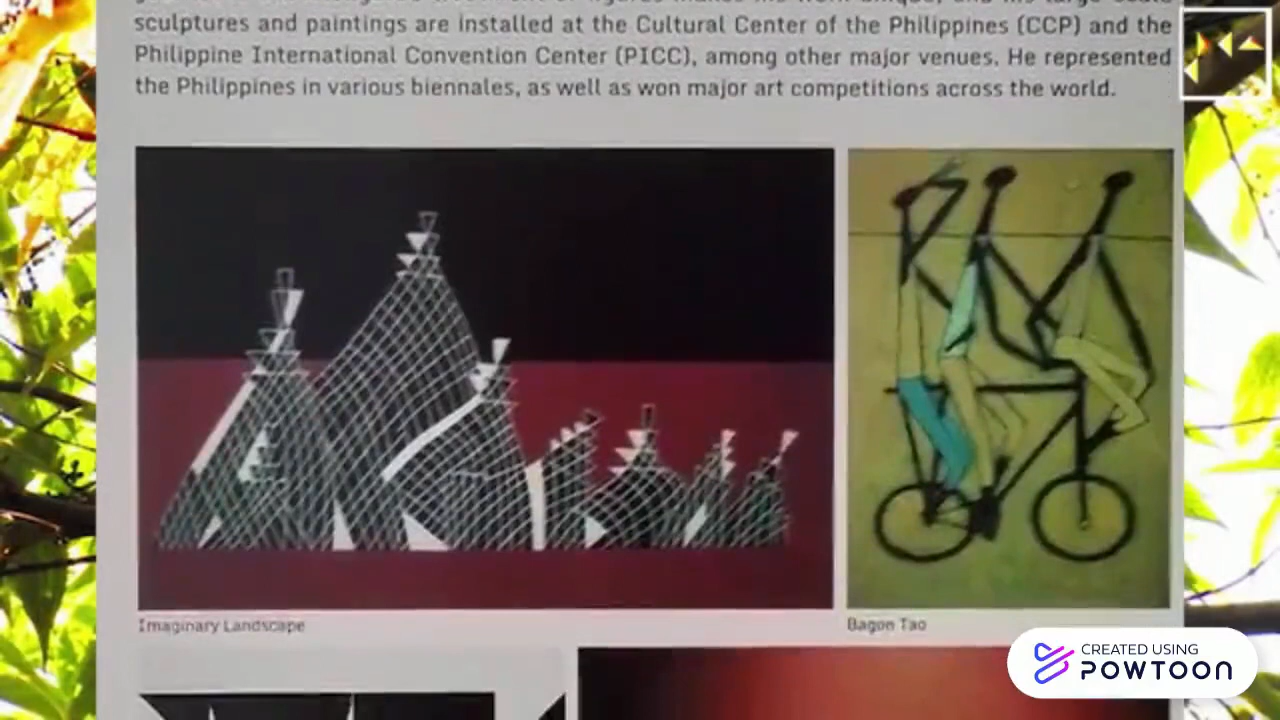 sculptures and paintings are installed at the Cultural Center of the Philippines (CCP) and the
Philippine International Convention Center (PICC), among other major venues. He represented
the Philippines in various biennales, as well as won major art competitions across the world.
Imaginary Landscape
Bagon Tao
CREATED USING
POWTOON